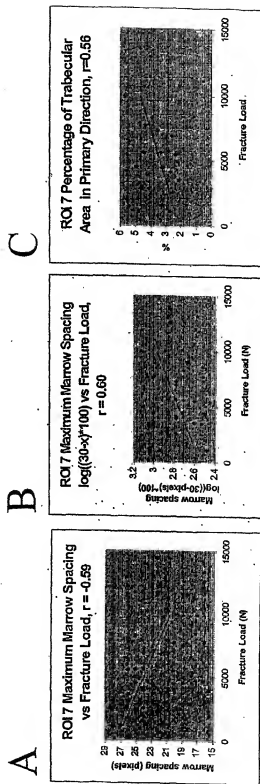 A
ROI 7 Maximum Marrow Spacing
vs Fracture Load, r = -0.59
Marrow spacing (pixels)
29
27
25
23
21
19
17
15
0
5000
10000
15000
Fracture Load (N)
B
ROI 7 Maximum Marrow Spacing
log((30-x)*100) vs Fracture Load,
r = 0.60
Marrow spacing
log((30-pixels)*100)
3.2
3
2.8
2.6
2.4
0
5000
10000
15000
Fracture Load (N)
C
ROI 7 Percentage of Trabecular
Area in Primary Direction, r=0.56
%
6
5
4
3
2
1
0
0
5000
10000
15000
Fracture Load